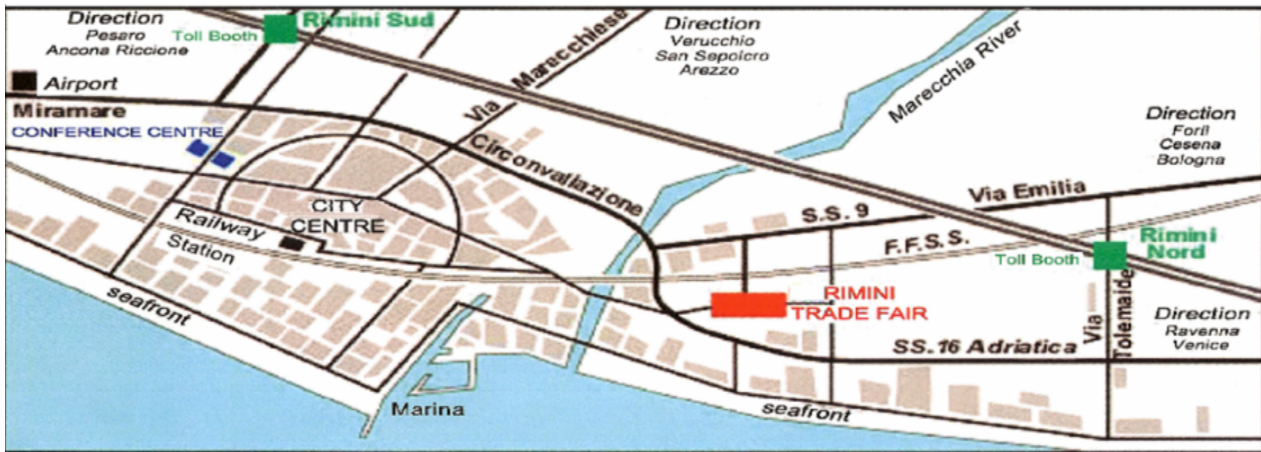 Direction
Pesaro
Ancona Riccione
Rimini Sud
Toll Booth
Airport
Miramare
CONFERENCE CENTRE
Via Marecchiese
Direction
Verucchio
San Sepolcro
Arezzo
Marecchia River
Direction
Forlì
Cesena
Bologna
Circonvallazione
Via Emilia
S.S. 9
F.F.S.S.
CITY
CENTRE
Railway
Station
Rimini
Nord
Toll Booth
RIMINI
TRADE FAIR
Via
Tolemaide
Direction
Ravenna
Venice
SS.16 Adriatica
seafront
Marina
seafront